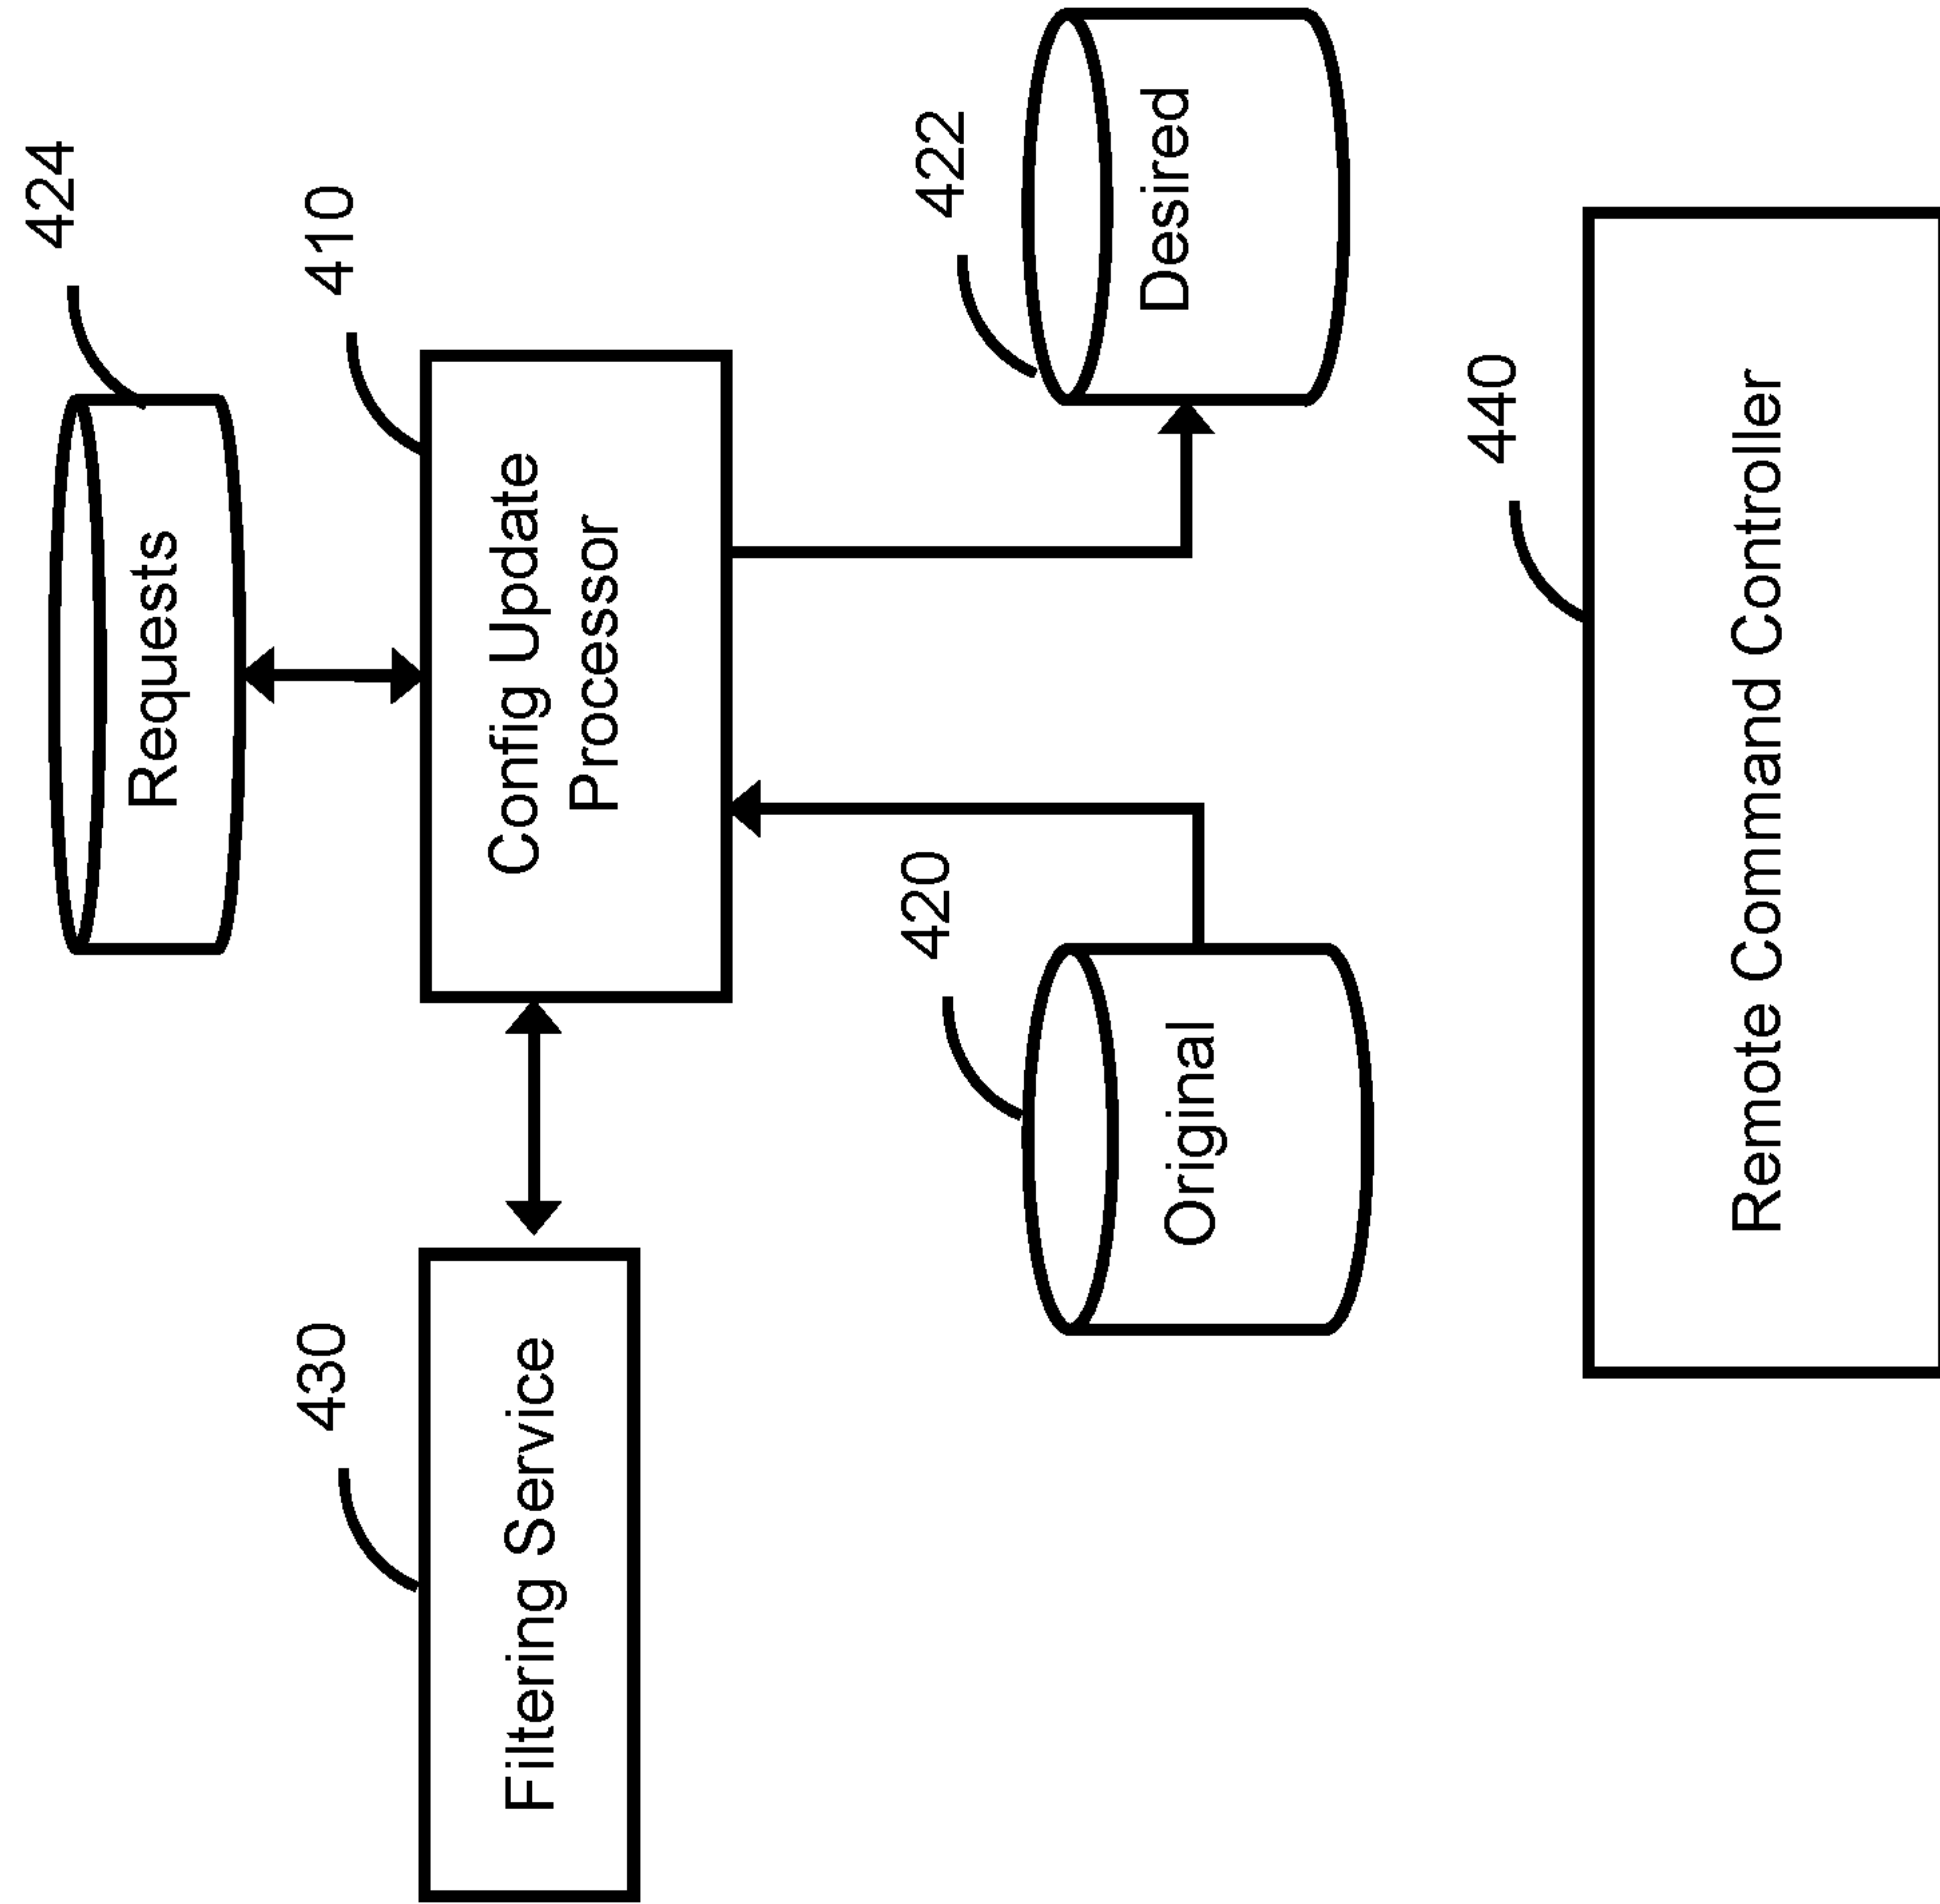 424
Requests
410
Config Update
Processor
430
Filtering Service
420
Original
422
Desired
440
Remote Command Controller